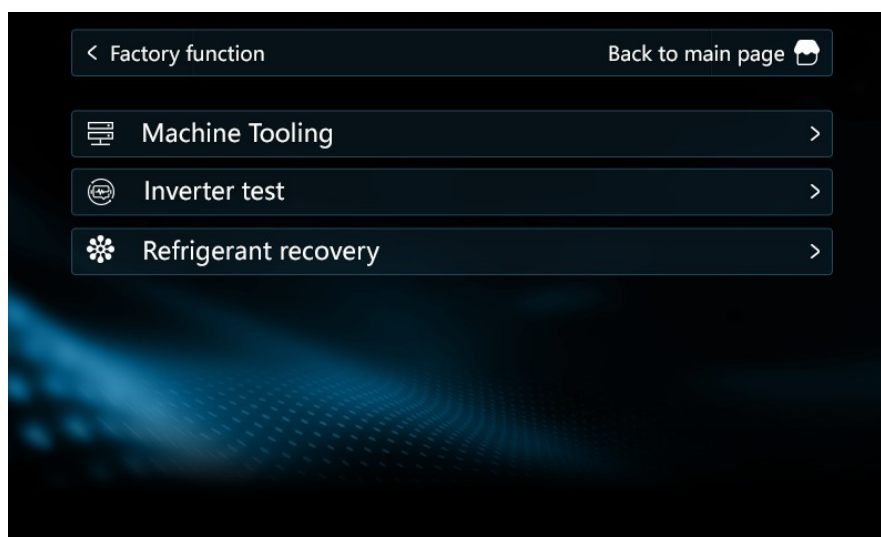 < Factory function
Back to main page
Machine Tooling >
Inverter test >
Refrigerant recovery >